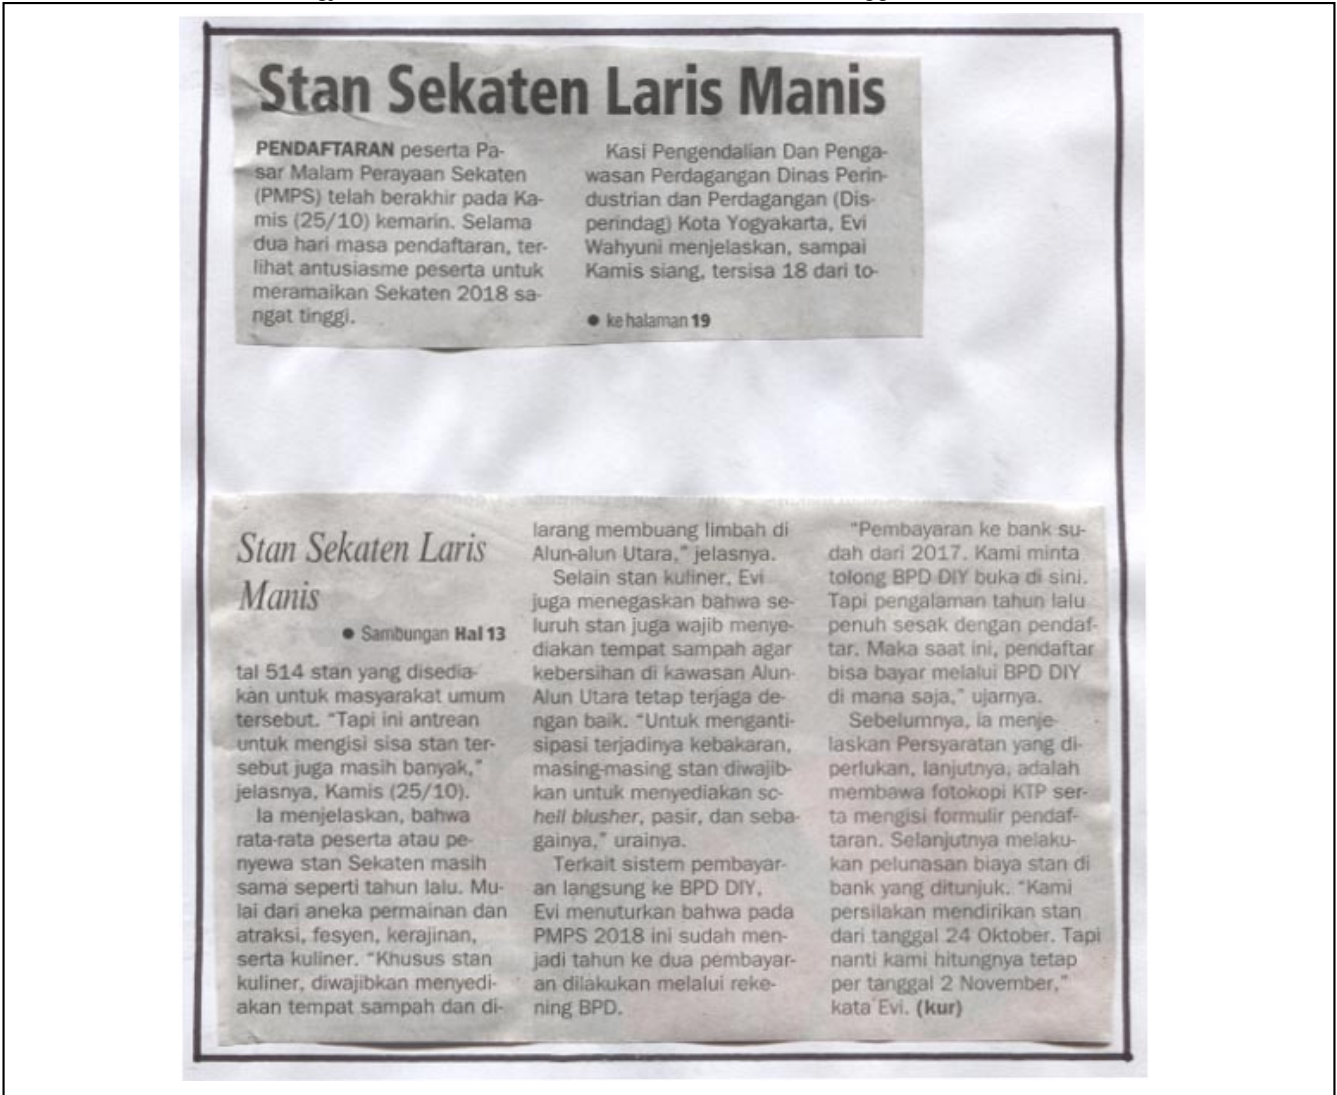 Stan Sekaten Laris Manis
PENDAFTARAN peserta Pa-
sar Malam Perayaan Sekaten
(PMPS) telah berakhir pada Ka-
mis (25/10) kemarin. Selama
dua hari masa pendaftaran, ter-
lihat antusiasme peserta untuk
meramaikan Sekaten 2018 sa-
ngat tinggi.
Kasi Pengendalian Dan Penga-
wasan Perdagangan Dinas Perin-
dustrian dan Perdagangan (Dis-
perindag) Kota Yogyakarta, Evi
Wahyuni menjelaskan, sampai
Kamis siang, tersisa 18 dari to-
● ke halaman 19
Stan Sekaten Laris
Manis
● Sambungan Hal 13
tal 514 stan yang disedia-
kan untuk masyarakat umum
tersebut. "Tapi ini antrean
untuk mengisi sisa stan ter-
sebut juga masih banyak,"
jelasnya, Kamis (25/10).
Ia menjelaskan, bahwa
rata-rata peserta atau pe-
nyewa stan Sekaten masih
sama seperti tahun lalu. Mu-
lai dari aneka permainan dan
atraksi, fesyen, kerajinan,
serta kuliner. "Khusus stan
kuliner, diwajibkan menyedi-
akan tempat sampah dan di-
larang membuang limbah di
Alun-alun Utara," jelasnya.
Selain stan kuliner, Evi
juga menegaskan bahwa se-
luruh stan juga wajib menye-
diakan tempat sampah agar
kebersihan di kawasan Alun-
Alun Utara tetap terjaga de-
ngan baik. "Untuk menganti-
sipasi terjadinya kebakaran,
masing-masing stan diwajib-
kan untuk menyediakan sc-
hell blusher, pasir, dan seba-
gainya," urainya.
Terkait sistem pembayar-
an langsung ke BPD DIY,
Evi menuturkan bahwa pada
PMPS 2018 ini sudah men-
jadi tahun ke dua pembayar-
an dilakukan melalui reke-
ning BPD.
"Pembayaran ke bank su-
dah dari 2017. Kami minta
tolong BPD DIY buka di sini.
Tapi pengalaman tahun lalu
penuh sesak dengan pendaf-
tar. Maka saat ini, pendaftar
bisa bayar melalui BPD DIY
di mana saja," ujarnya.
Sebelumnya, ia menje-
laskan Persyaratan yang di-
perlukan, lanjutnya, adalah
membawa fotokopi KTP ser-
ta mengisi formulir pendaf-
taran. Selanjutnya melaku-
kan pelunasan biaya stan di
bank yang ditunjuk. "Kami
persilakan mendirikan stan
dari tanggal 24 Oktober. Tapi
nanti kami hitungnya tetap
per tanggal 2 November,"
kata Evi. (kur)